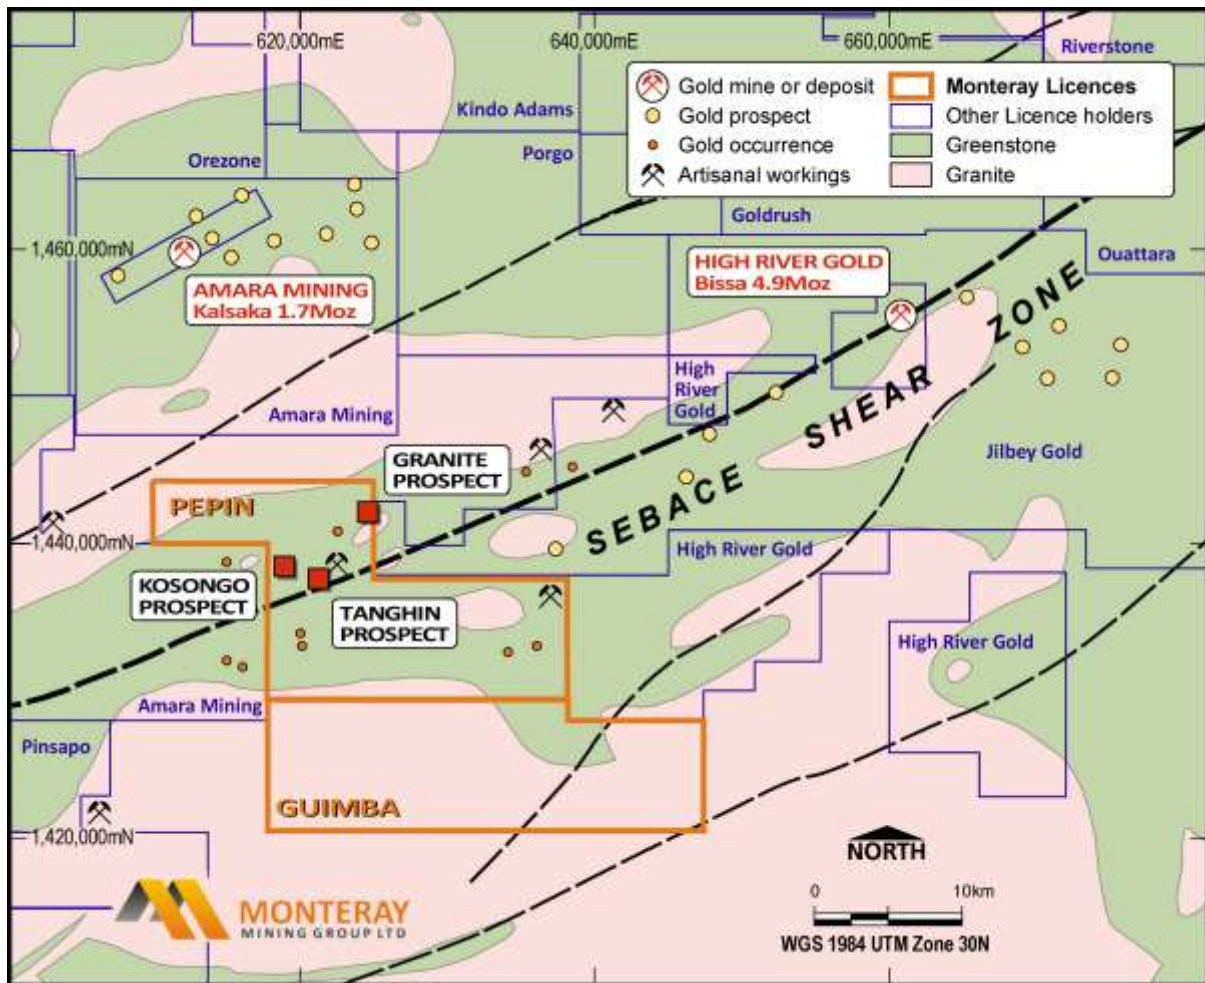 620,000mE
640,000mE
660,000mE
Riverstone
Gold mine or deposit
Gold prospect
Gold occurrence
Artisanal workings
Monteray Licences
Other Licence holders
Greenstone
Granite
Kindo Adams
Orezone
Porgo
Goldrush
Ouattara
1,460,000mN
AMARA MINING
Kalsaka 1.7Moz
HIGH RIVER GOLD
Bissa 4.9Moz
High
River
Gold
Amara Mining
SEBACE SHEAR ZONE
Jilbey Gold
GRANITE
PROSPECT
PEPIN
1,440,000mN
High River Gold
KOSONGO
PROSPECT
TANGHIN
PROSPECT
High River Gold
Amara Mining
Pinsapo
GUIMBA
1,420,000mN
NORTH
0 10km
WGS 1984 UTM Zone 30N
MONTERAY
MINING GROUP LTD